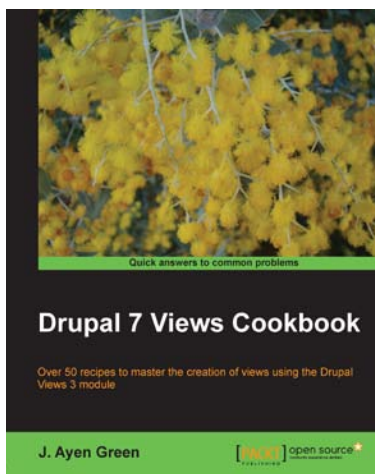 Quick answers to common problems
Drupal 7 Views Cookbook
Over 50 recipes to master the creation of views using the Drupal
Views 3 module
J. Ayen Green
[PACKT] open source
PUBLISHING